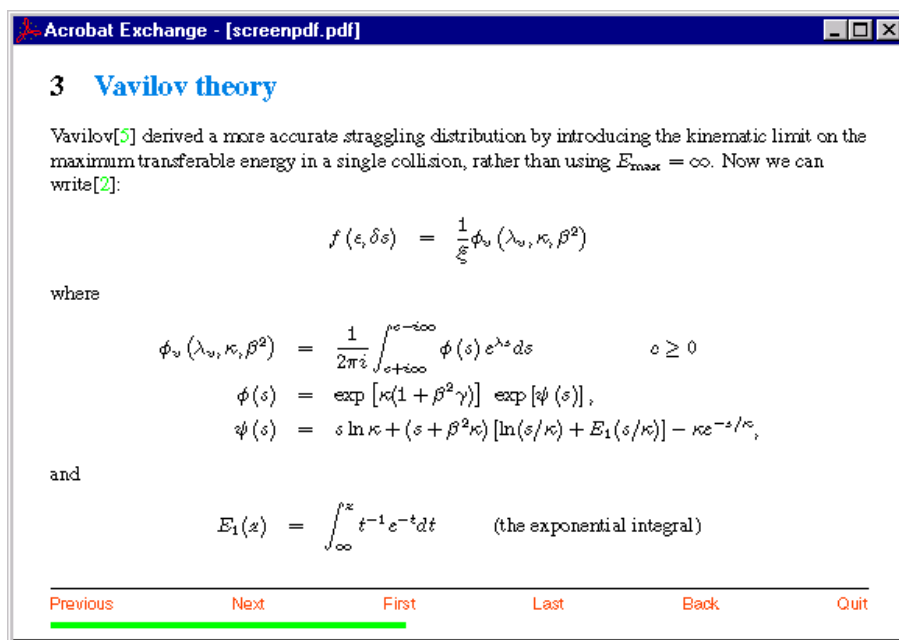 Acrobat Exchange - [screenpdf.pdf]
3 Vavilov theory
Vavilov[5] derived a more accurate straggling distribution by introducing the kinematic limit on the
maximum transferable energy in a single collision, rather than using E_max = ∞. Now we can
write[2]:
f (ϵ, δs) = 1/ξ ϕ_v (λ_v, κ, β²)
where
ϕ_v (λ_v, κ, β²) = 1/2πi ∫_{c+i∞}^{c−i∞} ϕ (s) e^{λs} ds c ≥ 0
ϕ (s) = exp [κ(1 + β²γ)] exp [ψ (s)],
ψ (s) = s ln κ + (s + β²κ) [ln(s/κ) + E₁(s/κ)] − κe^{−s/κ},
and
E₁(z) = ∫_∞^z t⁻¹ e⁻ᵗ dt (the exponential integral)
Previous Next First Last Back Quit